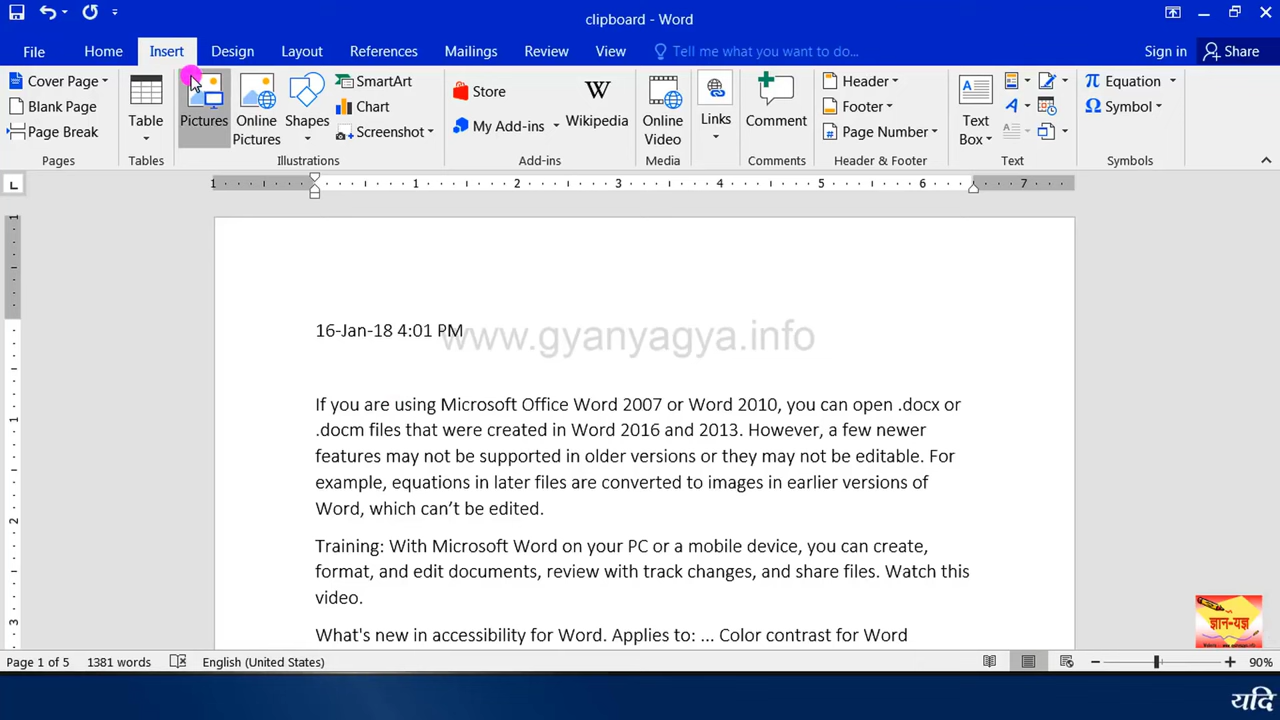 clipboard - Word
File Home Insert Design Layout References Mailings Review View Tell me what you want to do... Sign in Share
Cover Page
Blank Page
Page Break
Pages
Table
Tables
Pictures
Online Pictures
Shapes
SmartArt
Chart
Screenshot
Illustrations
Store
My Add-ins
Wikipedia
Add-ins
Online Video
Media
Links
Comment
Comments
Header
Footer
Page Number
Header & Footer
Text Box
Text
π Equation
Ω Symbol
Symbols
1 1 2 3 4 5 6 7
16-Jan-18 4:01 PM
www.gyanyagya.info
If you are using Microsoft Office Word 2007 or Word 2010, you can open .docx or
.docm files that were created in Word 2016 and 2013. However, a few newer
features may not be supported in older versions or they may not be editable. For
example, equations in later files are converted to images in earlier versions of
Word, which can’t be edited.
Training: With Microsoft Word on your PC or a mobile device, you can create,
format, and edit documents, review with track changes, and share files. Watch this
video.
What's new in accessibility for Word. Applies to: ... Color contrast for Word
ज्ञान-यज्ञ
Page 1 of 5 1381 words English (United States) 90%
यदि